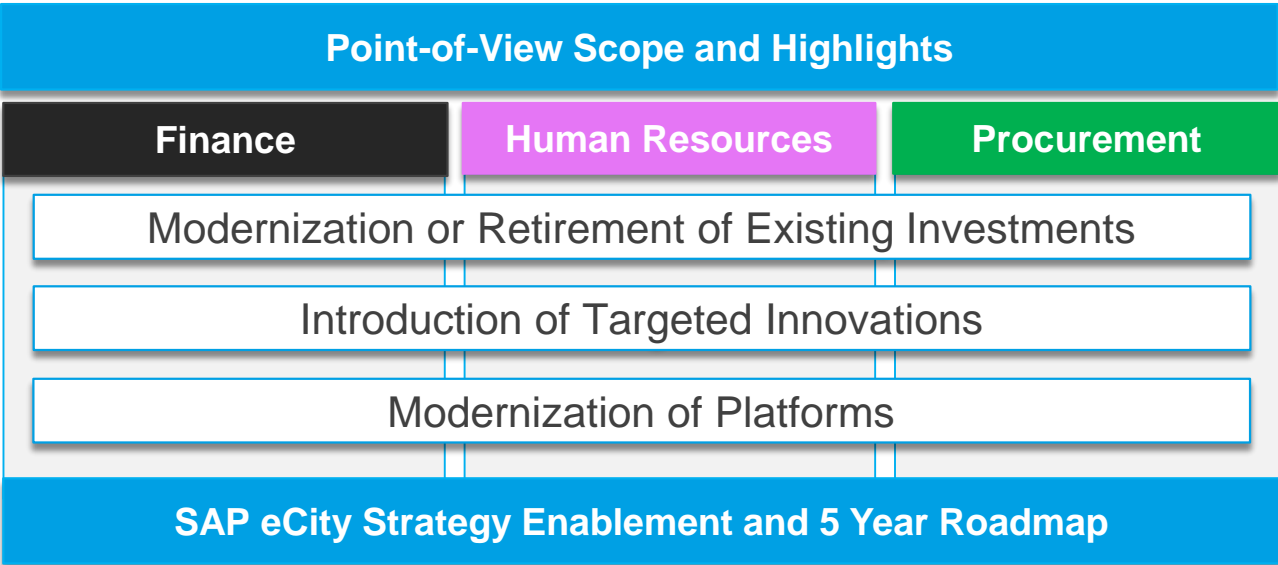 Point-of-View Scope and Highlights
Finance
Human Resources
Procurement
Modernization or Retirement of Existing Investments
Introduction of Targeted Innovations
Modernization of Platforms
SAP eCity Strategy Enablement and 5 Year Roadmap